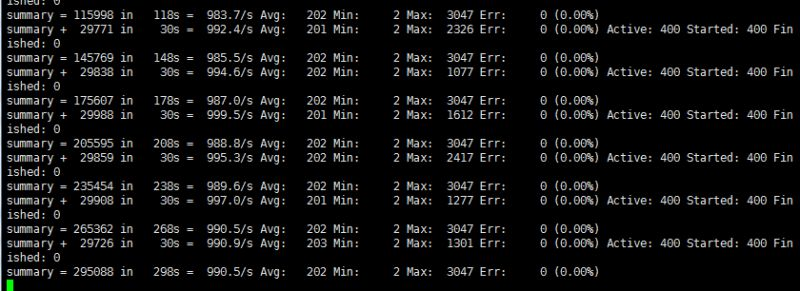 ished: 0
summary = 115998 in   118s =  983.7/s Avg:   202 Min:     2 Max:  3047 Err:     0 (0.00%)
summary +  29771 in    30s =  992.4/s Avg:   201 Min:     2 Max:  2326 Err:     0 (0.00%) Active: 400 Started: 400 Fin
ished: 0
summary = 145769 in   148s =  985.5/s Avg:   202 Min:     2 Max:  3047 Err:     0 (0.00%)
summary +  29838 in    30s =  994.6/s Avg:   202 Min:     2 Max:  1077 Err:     0 (0.00%) Active: 400 Started: 400 Fin
ished: 0
summary = 175607 in   178s =  987.0/s Avg:   202 Min:     2 Max:  3047 Err:     0 (0.00%)
summary +  29988 in    30s =  999.5/s Avg:   201 Min:     2 Max:  1612 Err:     0 (0.00%) Active: 400 Started: 400 Fin
ished: 0
summary = 205595 in   208s =  988.8/s Avg:   202 Min:     2 Max:  3047 Err:     0 (0.00%)
summary +  29859 in    30s =  995.3/s Avg:   202 Min:     2 Max:  2417 Err:     0 (0.00%) Active: 400 Started: 400 Fin
ished: 0
summary = 235454 in   238s =  989.6/s Avg:   202 Min:     2 Max:  3047 Err:     0 (0.00%)
summary +  29908 in    30s =  997.0/s Avg:   201 Min:     2 Max:  1277 Err:     0 (0.00%) Active: 400 Started: 400 Fin
ished: 0
summary = 265362 in   268s =  990.5/s Avg:   202 Min:     2 Max:  3047 Err:     0 (0.00%)
summary +  29726 in    30s =  990.9/s Avg:   203 Min:     2 Max:  1301 Err:     0 (0.00%) Active: 400 Started: 400 Fin
ished: 0
summary = 295088 in   298s =  990.5/s Avg:   202 Min:     2 Max:  3047 Err:     0 (0.00%)